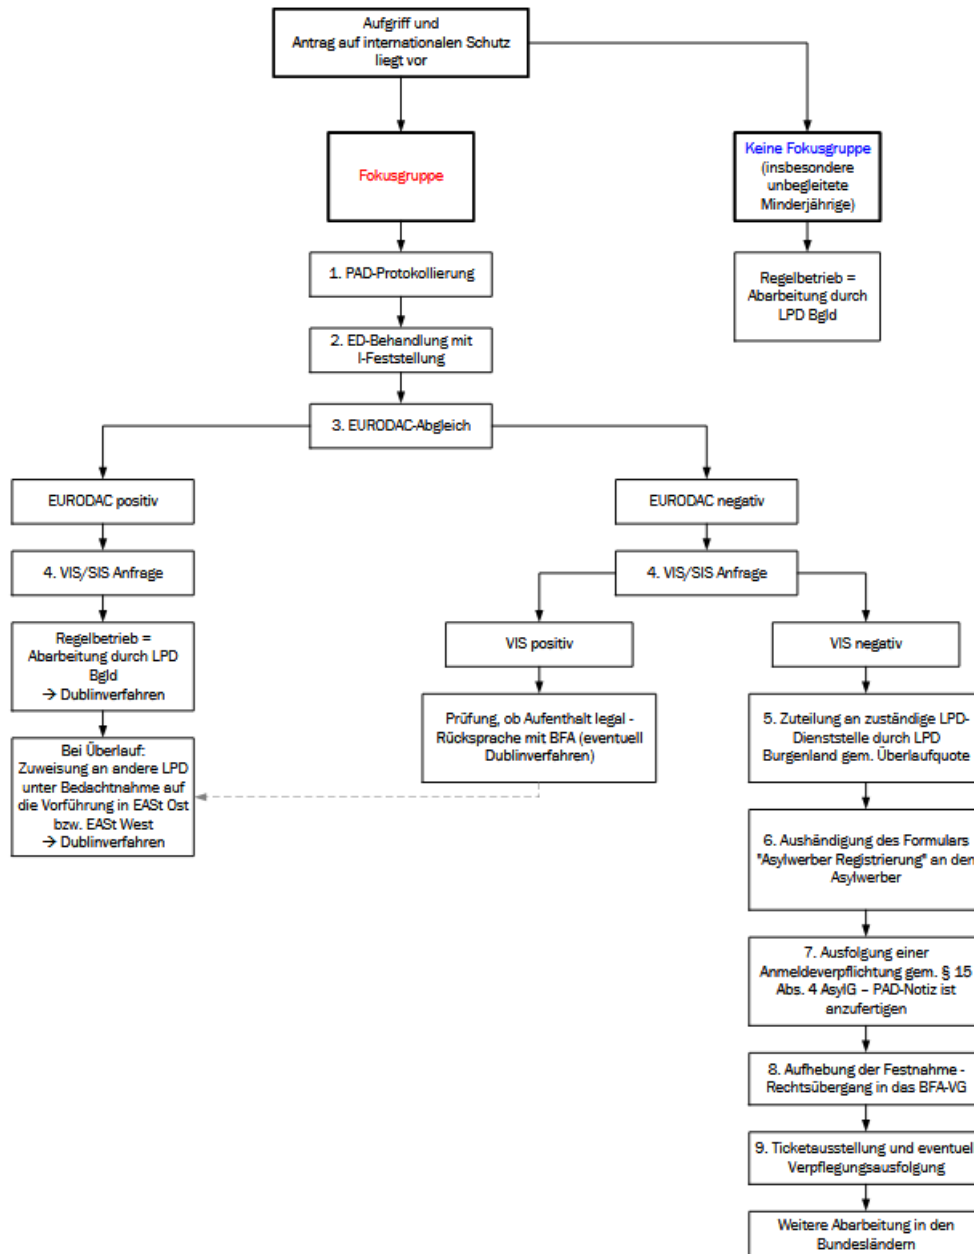 Aufgriff und
Antrag auf internationalen Schutz
liegt vor
Fokusgruppe
Keine Fokusgruppe
(insbesondere
unbegleitete
Minderjährige)
1. PAD-Protokollierung
Regelbetrieb =
Abarbeitung durch
LPD Bgld
2. ED-Behandlung mit
I-Feststellung
3. EURODAC-Abgleich
EURODAC positiv
EURODAC negativ
4. VIS/SIS Anfrage
4. VIS/SIS Anfrage
Regelbetrieb =
Abarbeitung durch LPD
Bgld
→ Dublinverfahren
VIS positiv
VIS negativ
Bei Überlauf:
Zuweisung an andere LPD
unter Bedachtnahme auf
die Vorführung in EASt Ost
bzw. EASt West
→ Dublinverfahren
Prüfung, ob Aufenthalt legal -
Rücksprache mit BFA (eventuell
Dublinverfahren)
5. Zuteilung an zuständige LPD-
Dienststelle durch LPD
Burgenland gem. Überlaufquote
6. Aushändigung des Formulars
"Asylwerber Registrierung" an den
Asylwerber
7. Ausfolgung einer
Anmeldeverpflichtung gem. § 15
Abs. 4 AsylG – PAD-Notiz ist
anzufertigen
8. Aufhebung der Festnahme -
Rechtsübergang in das BFA-VG
9. Ticketausstellung und eventuell
Verpflegungsausfolgung
Weitere Abarbeitung in den
Bundesländern